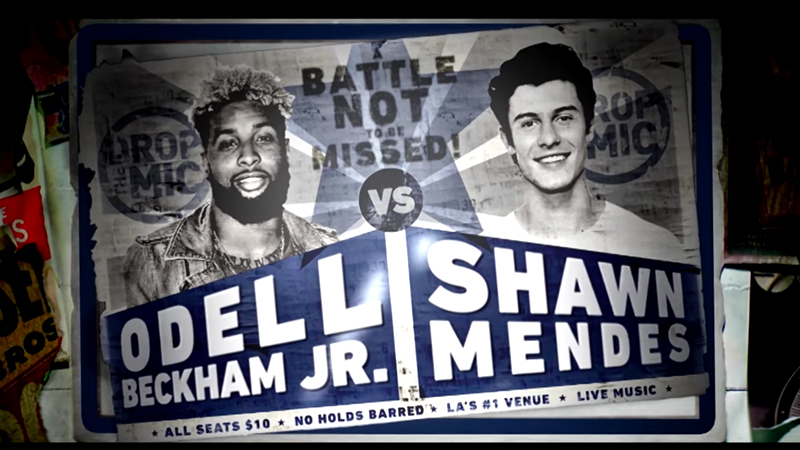 BATTLE
NOT
TO BE
MISSED!
DROP
THE
MIC
DROP
MIC
VS
ODELL
BECKHAM JR.
SHAWN
MENDES
★ ALL SEATS $10 ★ NO HOLDS BARRED ★ LA'S #1 VENUE ★ LIVE MUSIC ★
BROS